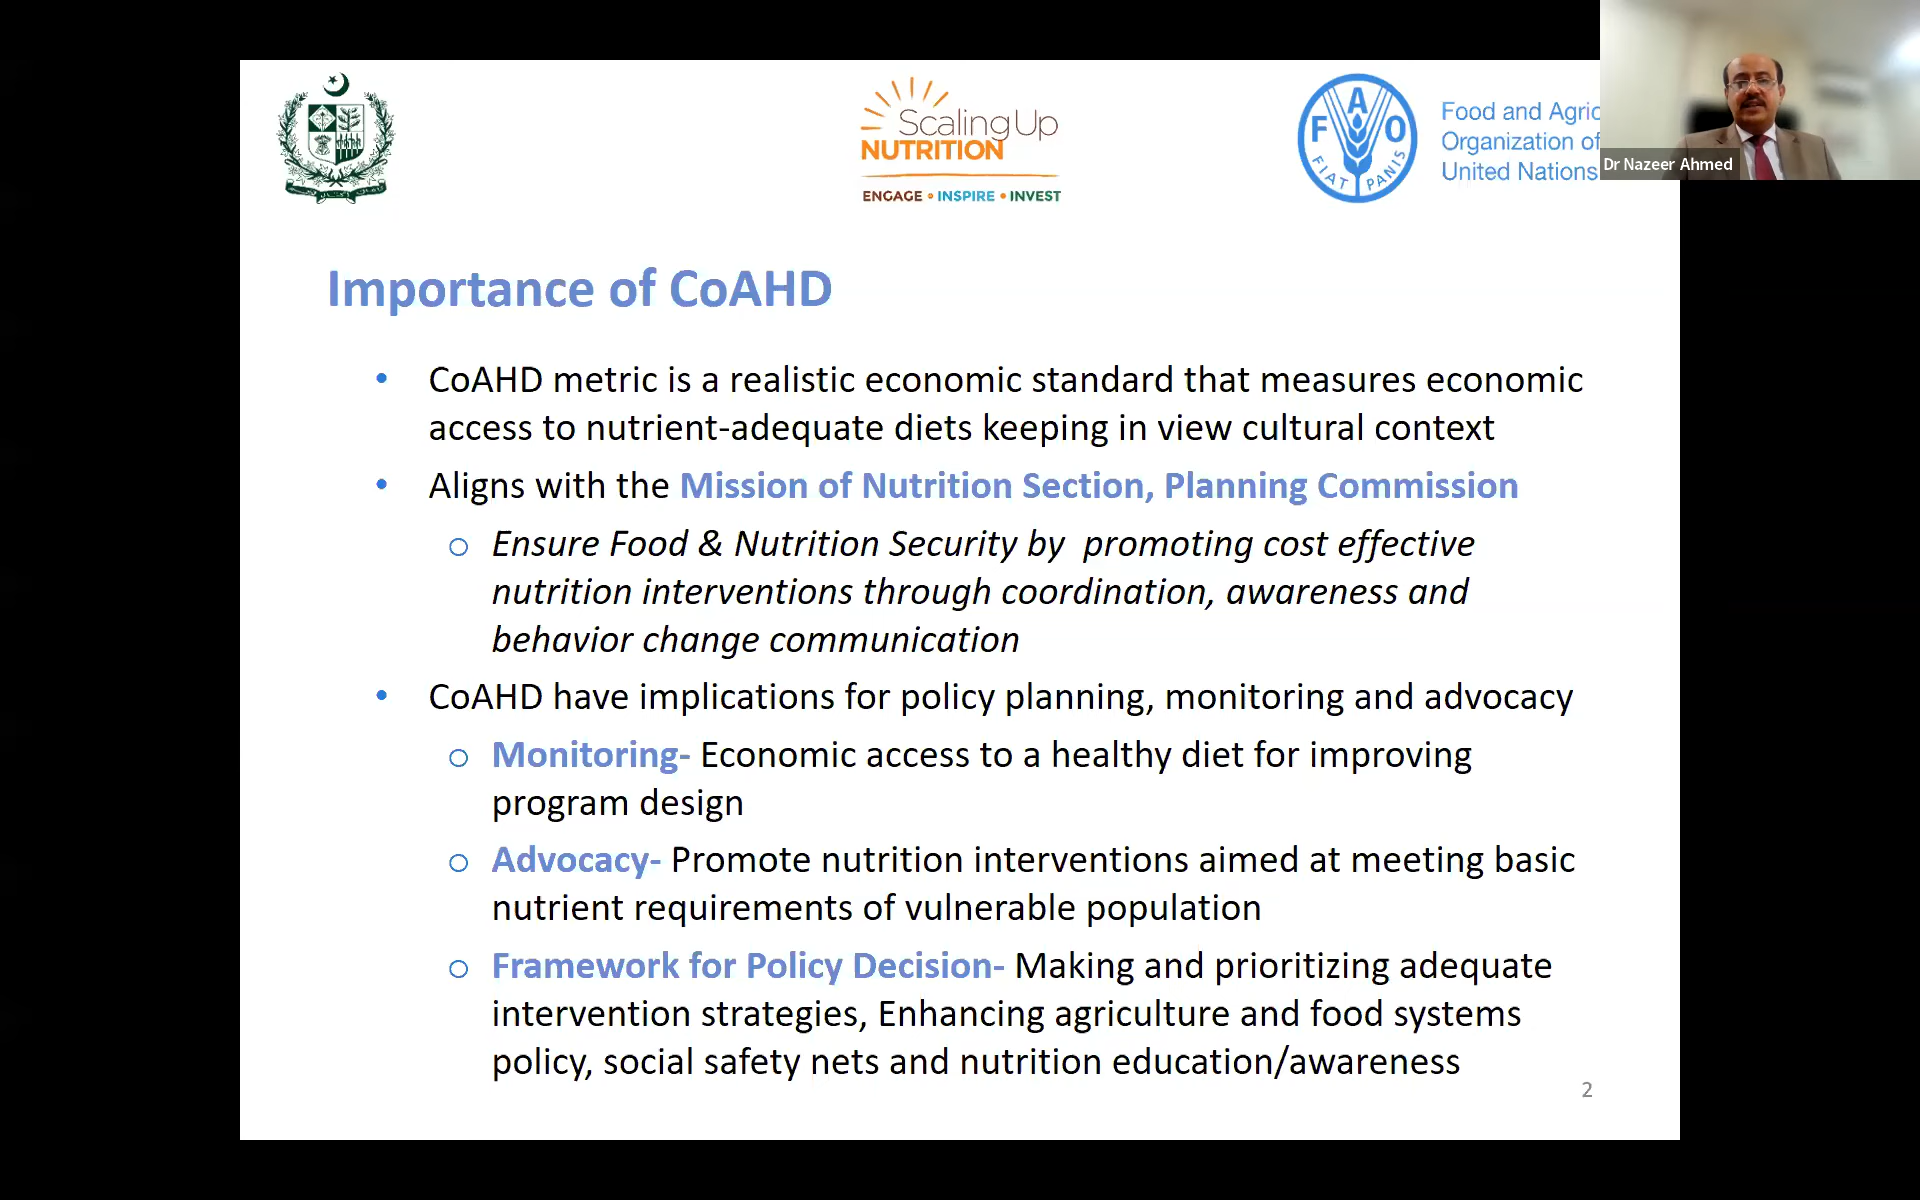 Scaling Up
NUTRITION
ENGAGE • INSPIRE • INVEST
F A O
FIAT PANIS
Food and Agric
Organization of
United Nations
Dr Nazeer Ahmed
Importance of CoAHD
• CoAHD metric is a realistic economic standard that measures economic
access to nutrient-adequate diets keeping in view cultural context
• Aligns with the Mission of Nutrition Section, Planning Commission
o Ensure Food & Nutrition Security by promoting cost effective
nutrition interventions through coordination, awareness and
behavior change communication
• CoAHD have implications for policy planning, monitoring and advocacy
o Monitoring- Economic access to a healthy diet for improving
program design
o Advocacy- Promote nutrition interventions aimed at meeting basic
nutrient requirements of vulnerable population
o Framework for Policy Decision- Making and prioritizing adequate
intervention strategies, Enhancing agriculture and food systems
policy, social safety nets and nutrition education/awareness
2